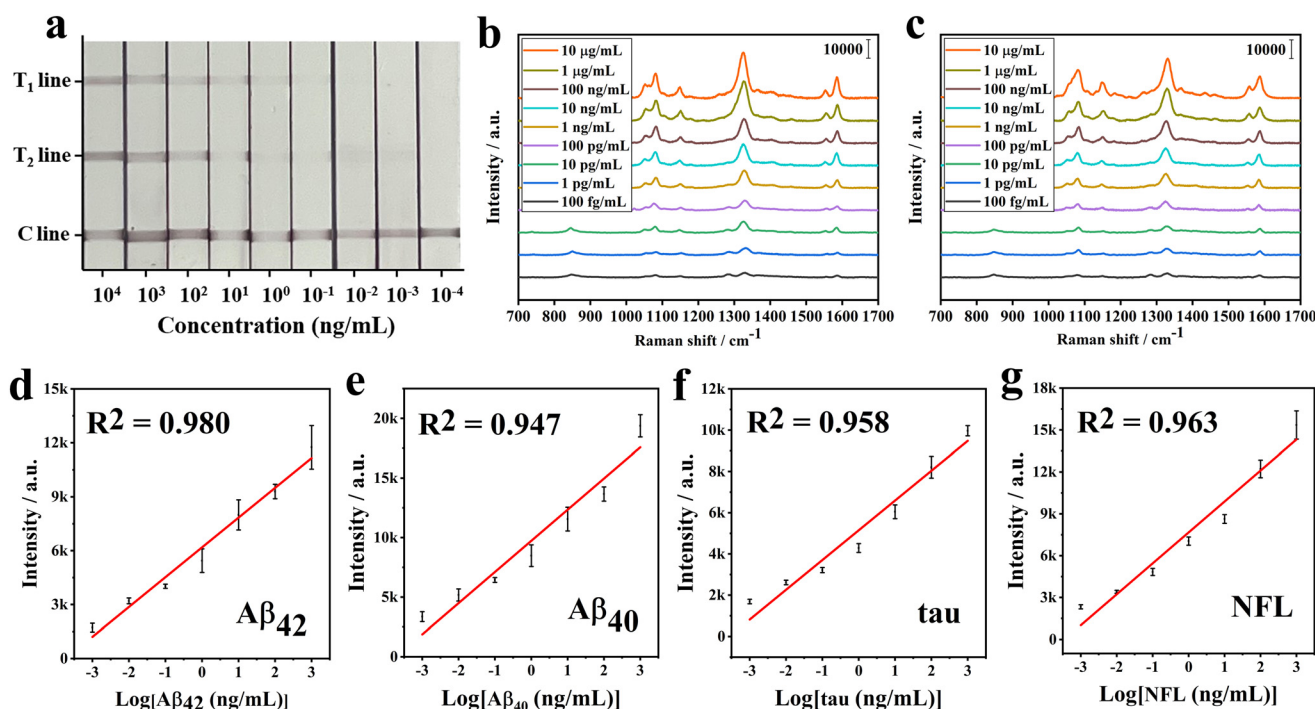 a
T₁ line
T₂ line
C line
10⁴ 10³ 10² 10¹ 10⁰ 10⁻¹ 10⁻² 10⁻³ 10⁻⁴
Concentration (ng/mL)
b
10 μg/mL
1 μg/mL
100 ng/mL
10 ng/mL
1 ng/mL
100 pg/mL
10 pg/mL
1 pg/mL
100 fg/mL
10000
Intensity / a.u.
700 800 900 1000 1100 1200 1300 1400 1500 1600 1700
Raman shift / cm⁻¹
c
10 μg/mL
1 μg/mL
100 ng/mL
10 ng/mL
1 ng/mL
100 pg/mL
10 pg/mL
1 pg/mL
100 fg/mL
10000
Intensity / a.u.
700 800 900 1000 1100 1200 1300 1400 1500 1600 1700
Raman shift / cm⁻¹
d
R² = 0.980
15k
12k
9k
6k
3k
0
Intensity / a.u.
Aβ₄₂
-3 -2 -1 0 1 2 3
Log[Aβ₄₂ (ng/mL)]
e
R² = 0.947
20k
15k
10k
5k
0
Intensity / a.u.
Aβ₄₀
-3 -2 -1 0 1 2 3
Log[Aβ₄₀ (ng/mL)]
f
R² = 0.958
12k
10k
8k
6k
4k
2k
0
Intensity / a.u.
tau
-3 -2 -1 0 1 2 3
Log[tau (ng/mL)]
g
R² = 0.963
18k
15k
12k
9k
6k
3k
0
Intensity / a.u.
NFL
-3 -2 -1 0 1 2 3
Log[NFL (ng/mL)]